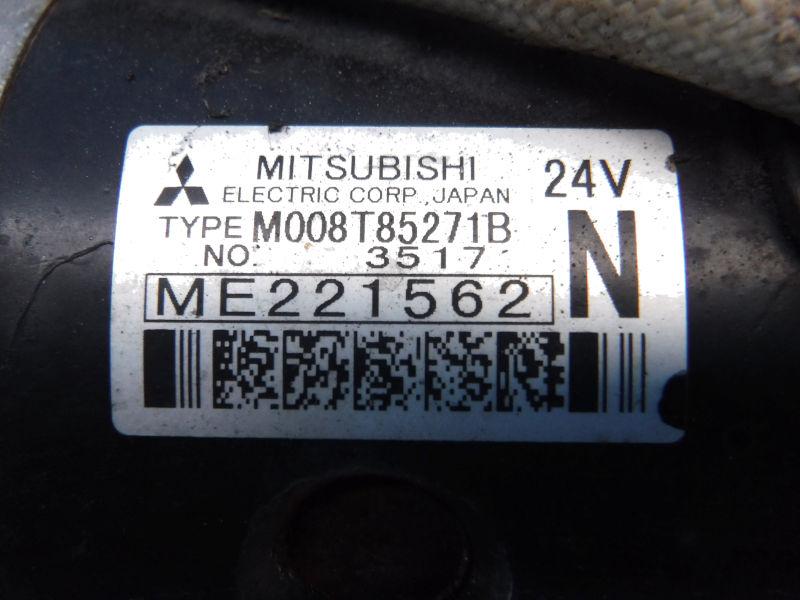 MITSUBISHI 24V
ELECTRIC CORP., JAPAN
TYPE M008T85271B
NO. 3517 N
ME221562